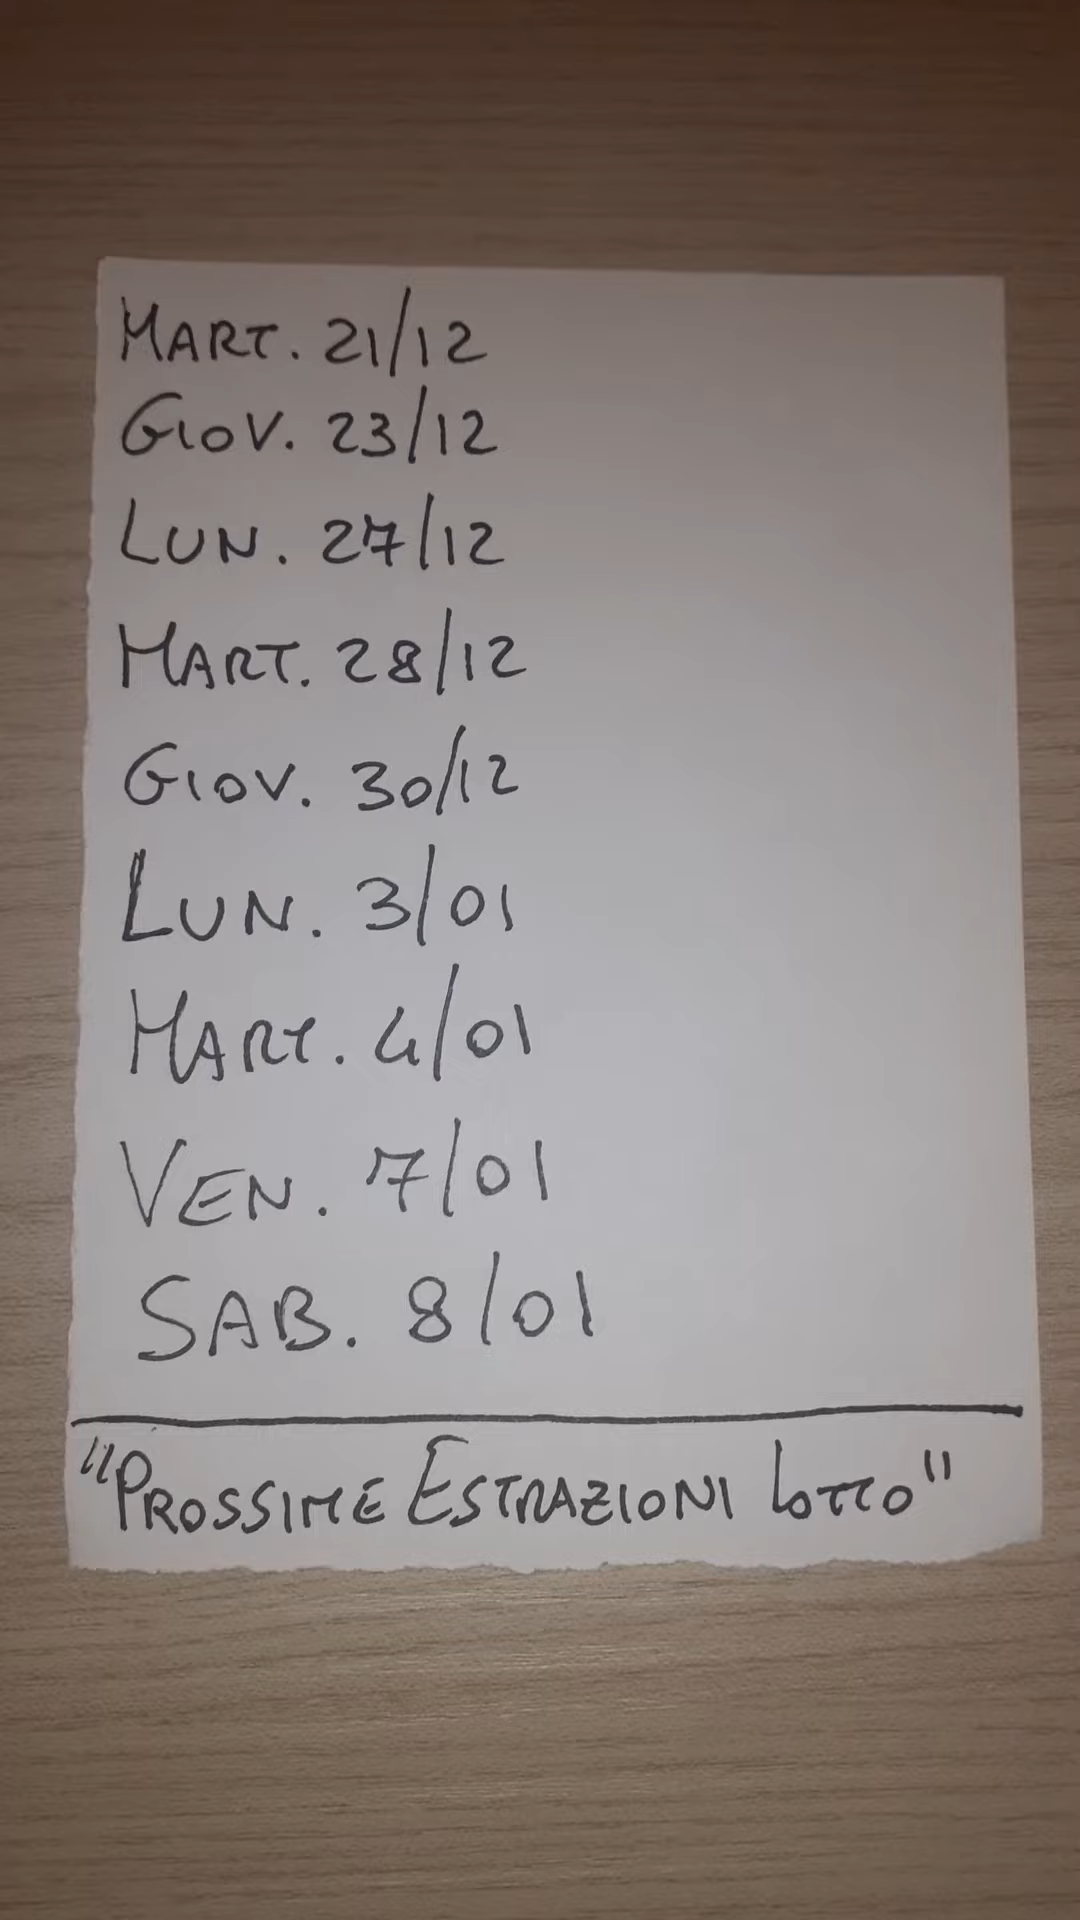 MART. 21/12
GIOV. 23/12
LUN. 27/12
MART. 28/12
GIOV. 30/12
LUN. 3/01
MART. 4/01
VEN. 7/01
SAB. 8/01
"PROSSIME ESTRAZIONI LOTTO"